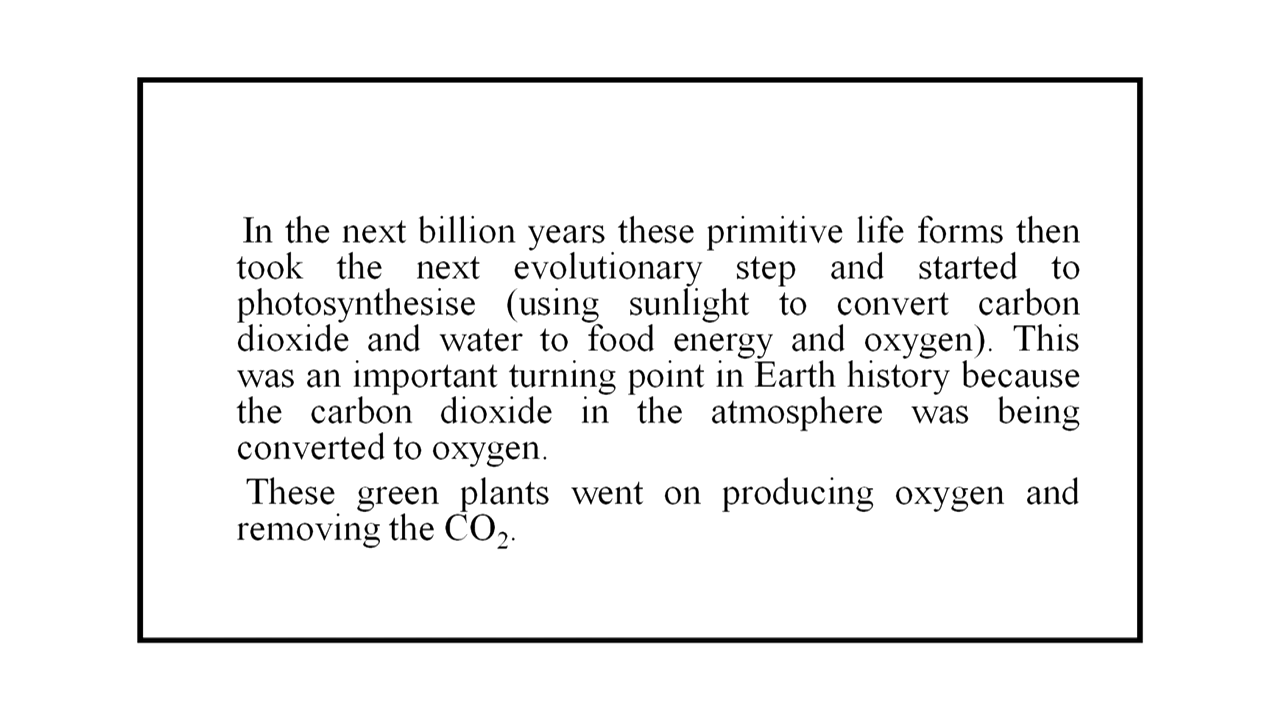 In the next billion years these primitive life forms then
took the next evolutionary step and started to
photosynthesise (using sunlight to convert carbon
dioxide and water to food energy and oxygen). This
was an important turning point in Earth history because
the carbon dioxide in the atmosphere was being
converted to oxygen.
These green plants went on producing oxygen and
removing the CO₂.